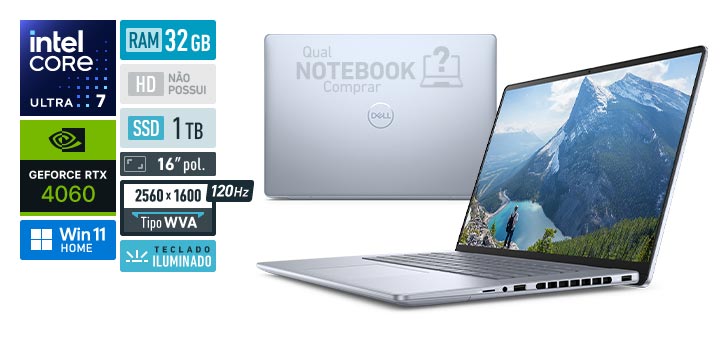 intel
CORE
ULTRA 7
GEFORCE RTX
4060
Win 11
HOME
RAM 32 GB
HD NÃO POSSUI
SSD 1 TB
16" pol.
2560 x 1600 120Hz
Tipo WVA
TECLADO
ILUMINADO
Qual
NOTEBOOK
Comprar
?
DELL